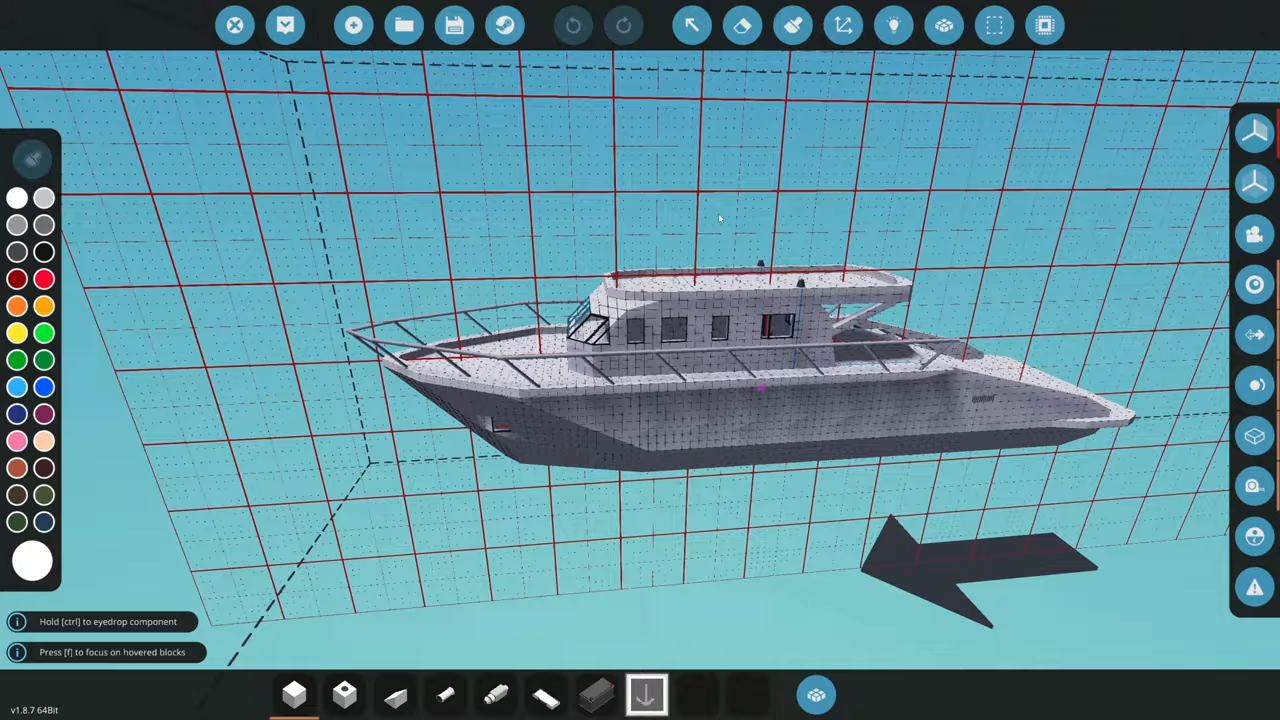 Hold [ctrl] to eyedrop component
Press [f] to focus on hovered blocks
v1.8.7 64Bit